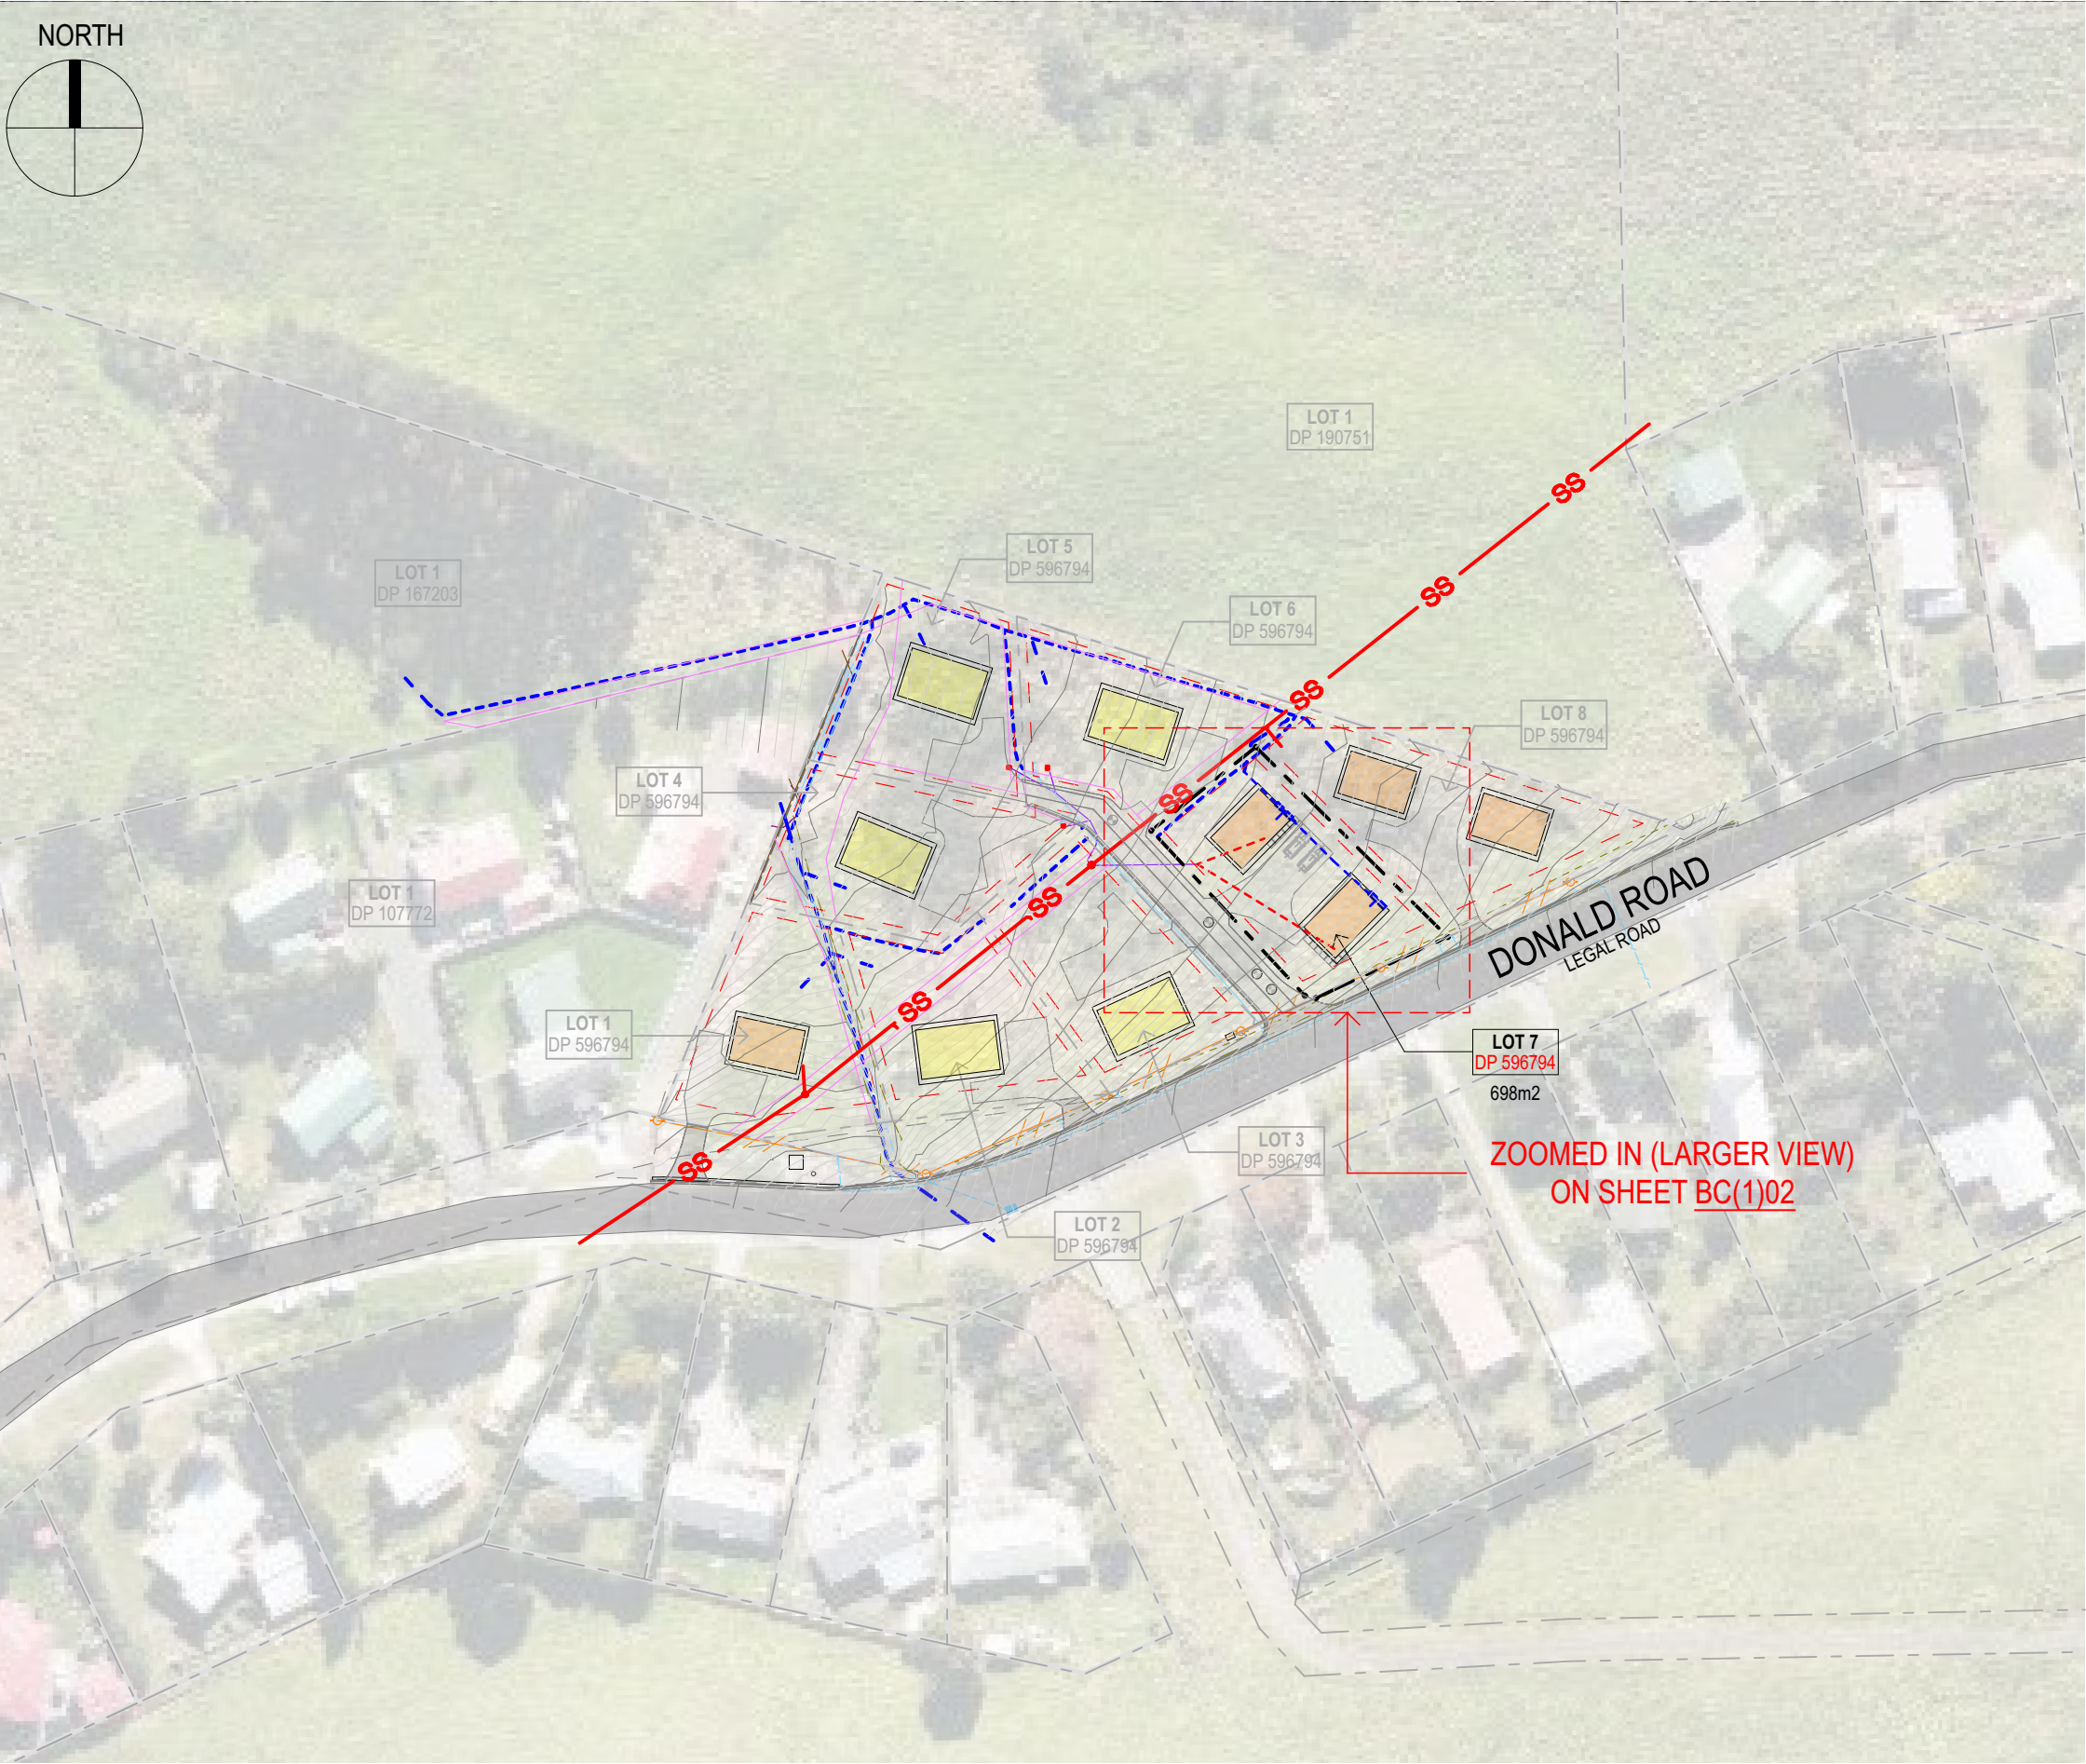 NORTH
LOT 1
DP 190751
SS
SS
LOT 5
DP 596794
LOT 1
DP 167203
LOT 6
DP 596794
SS
LOT 8
DP 596794
LOT 4
DP 596794
SS
LOT 1
DP 107772
SS
DONALD ROAD
LEGAL ROAD
SS
LOT 1
DP 596794
LOT 7
DP 596794
698m2
LOT 3
DP 596794
SS
ZOOMED IN (LARGER VIEW)
ON SHEET BC(1)02
LOT 2
DP 596794